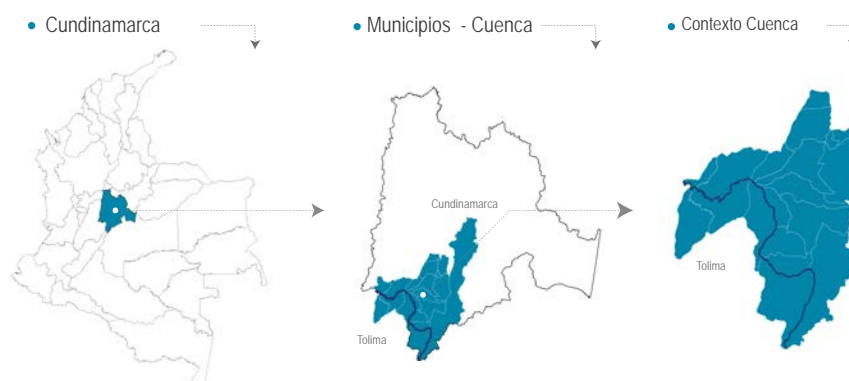 Cundinamarca
Municipios - Cuenca
Contexto Cuenca
Cundinamarca
Tolima
Tolima